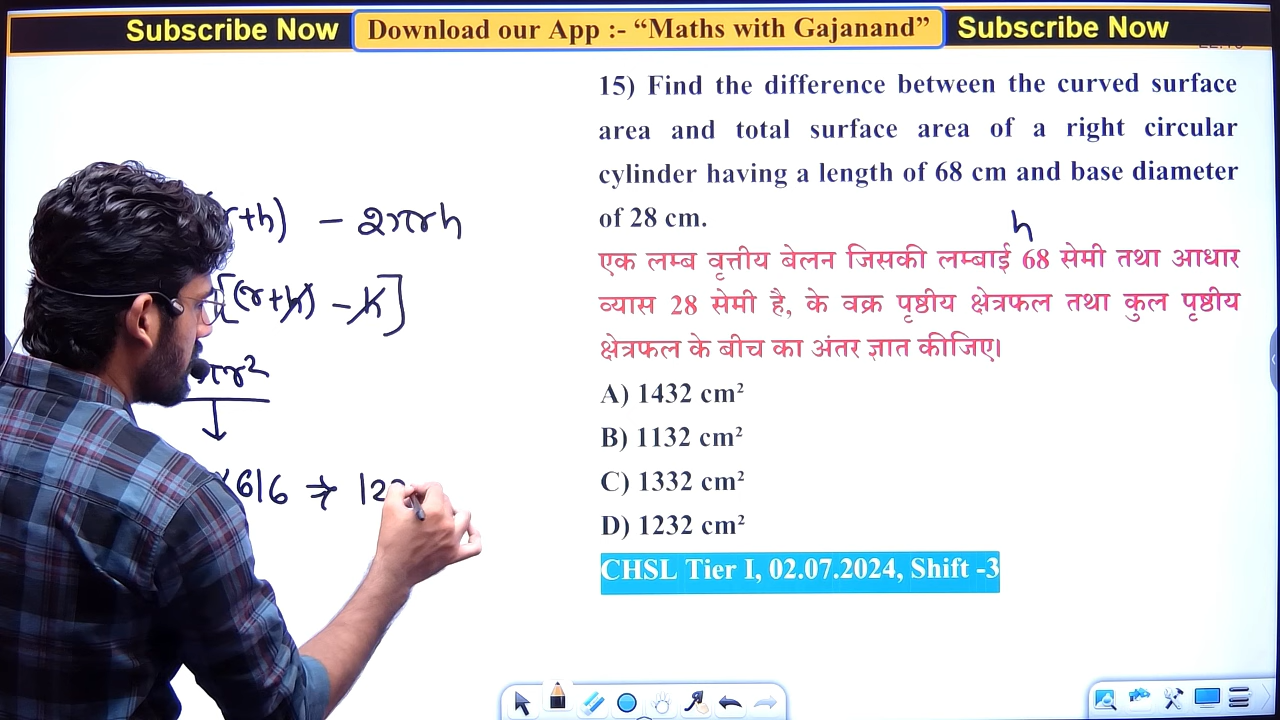 Subscribe Now Download our App :- “Maths with Gajanand” Subscribe Now
15) Find the difference between the curved surface
area and total surface area of a right circular
cylinder having a length of 68 cm and base diameter
of 28 cm.
h
एक लम्ब वृत्तीय बेलन जिसकी लम्बाई 68 सेमी तथा आधार
व्यास 28 सेमी है, के वक्र पृष्ठीय क्षेत्रफल तथा कुल पृष्ठीय
क्षेत्रफल के बीच का अंतर ज्ञात कीजिए।
A) 1432 cm²
B) 1132 cm²
C) 1332 cm²
D) 1232 cm²
CHSL Tier I, 02.07.2024, Shift -3
r+h) − 2πrh
[(r+h) − h]
πr²
616 →